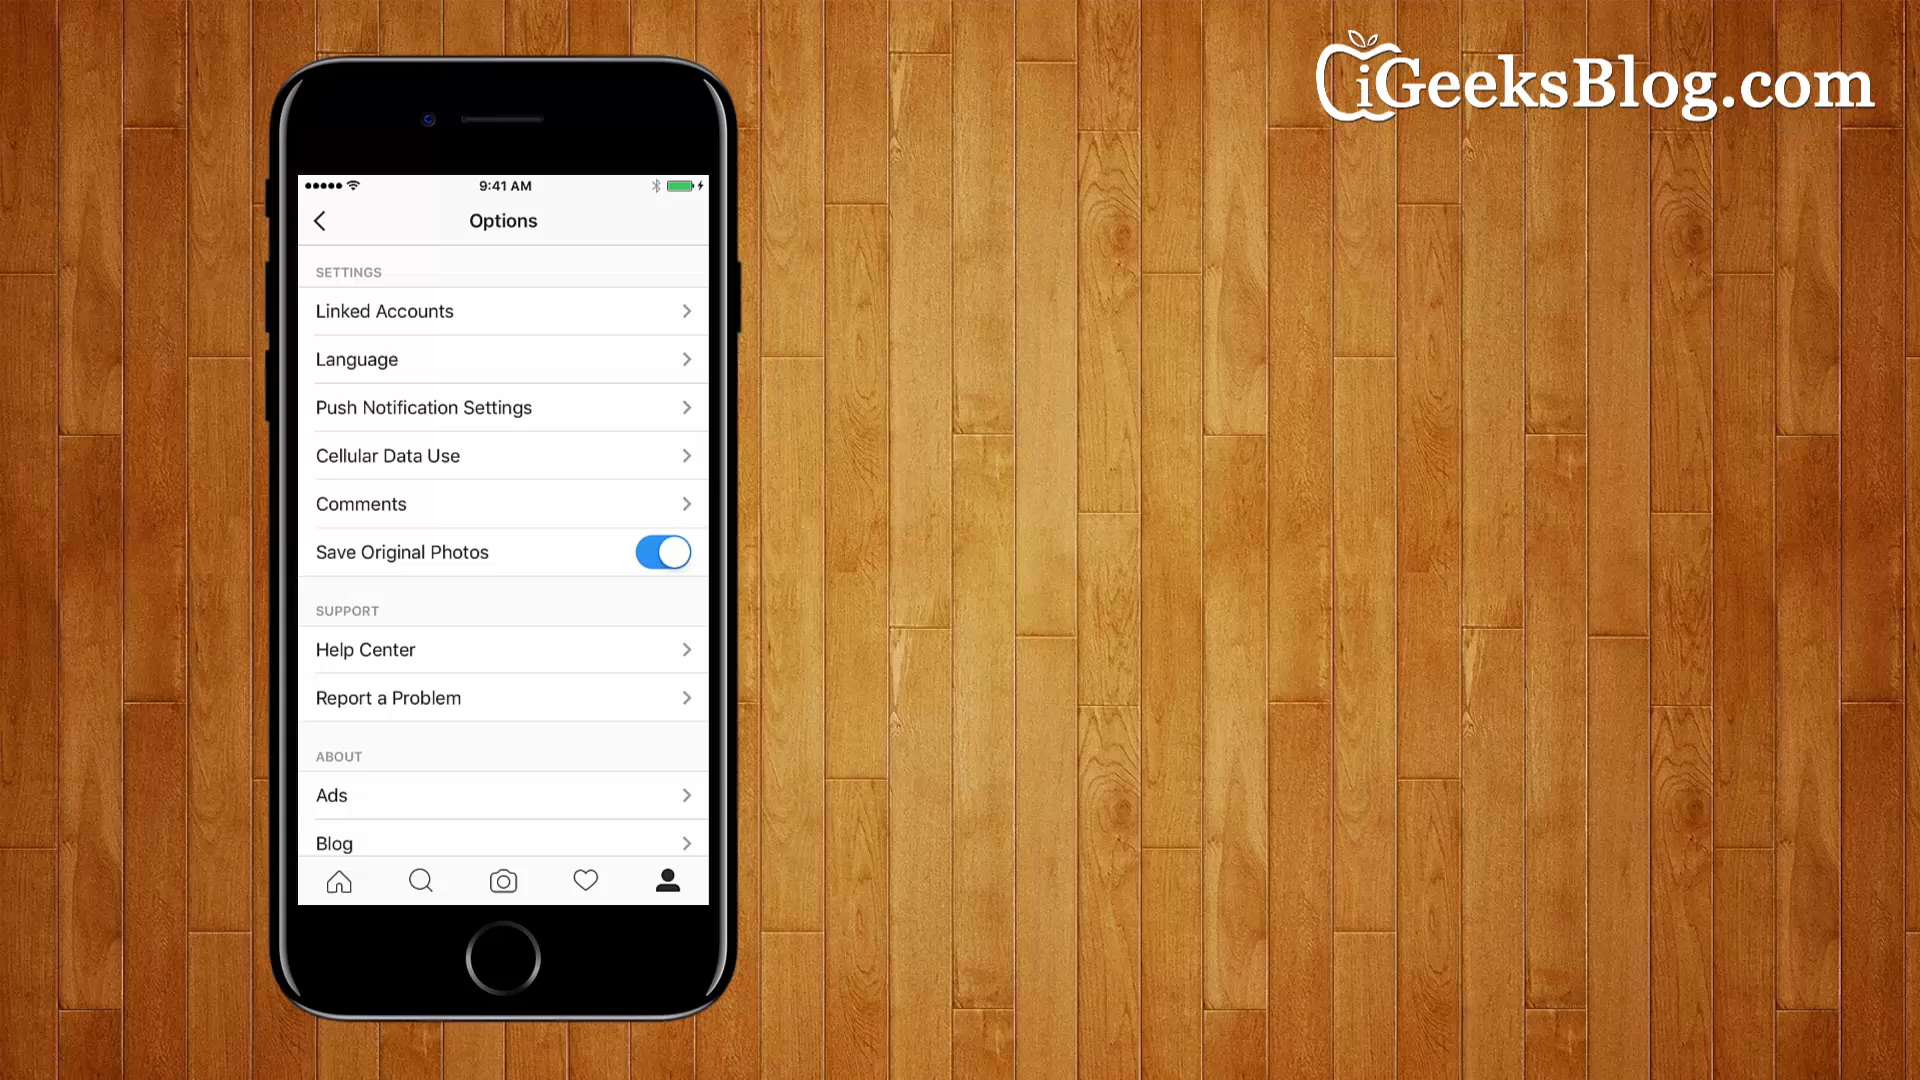 iGeeksBlog.com
9:41 AM
Options
SETTINGS
Linked Accounts
Language
Push Notification Settings
Cellular Data Use
Comments
Save Original Photos
SUPPORT
Help Center
Report a Problem
ABOUT
Ads
Blog